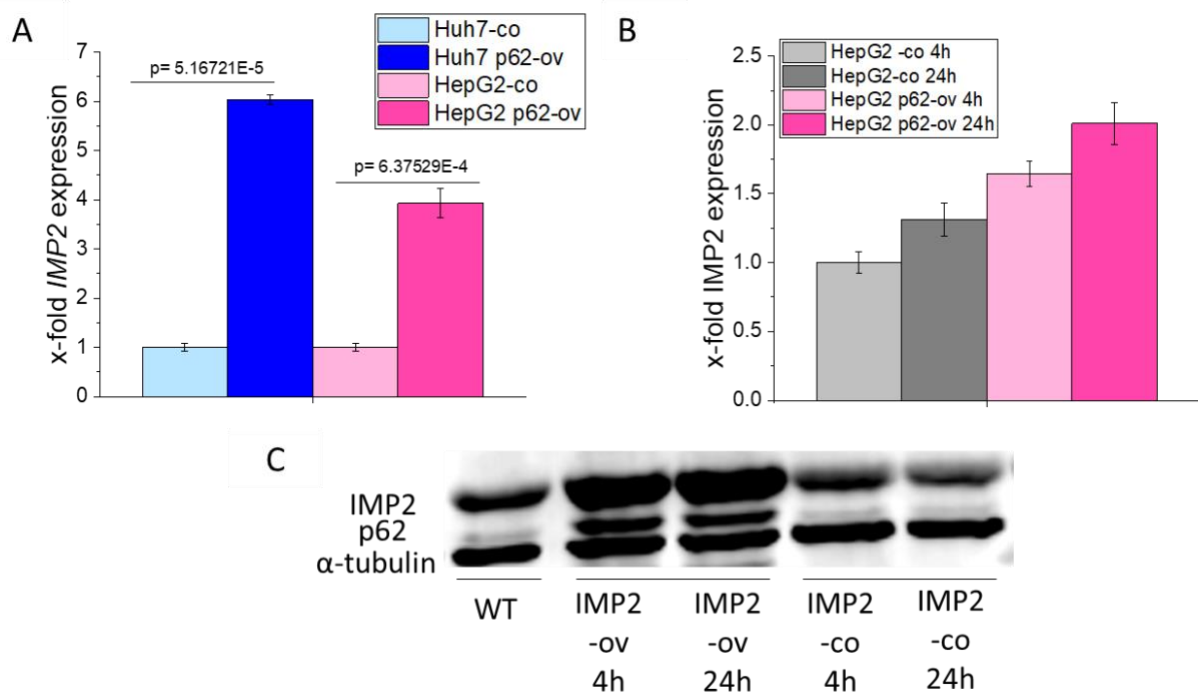 A
x-fold IMP2 expression
7
6
5
4
3
2
1
0
p= 5.16721E-5
p= 6.37529E-4
Huh7-co
Huh7 p62-ov
HepG2-co
HepG2 p62-ov
B
x-fold IMP2 expression
2.5
2.0
1.5
1.0
0.5
0.0
HepG2 -co 4h
HepG2-co 24h
HepG2 p62-ov 4h
HepG2 p62-ov 24h
C
IMP2
p62
α-tubulin
WT
IMP2
-ov
4h
IMP2
-ov
24h
IMP2
-co
4h
IMP2
-co
24h